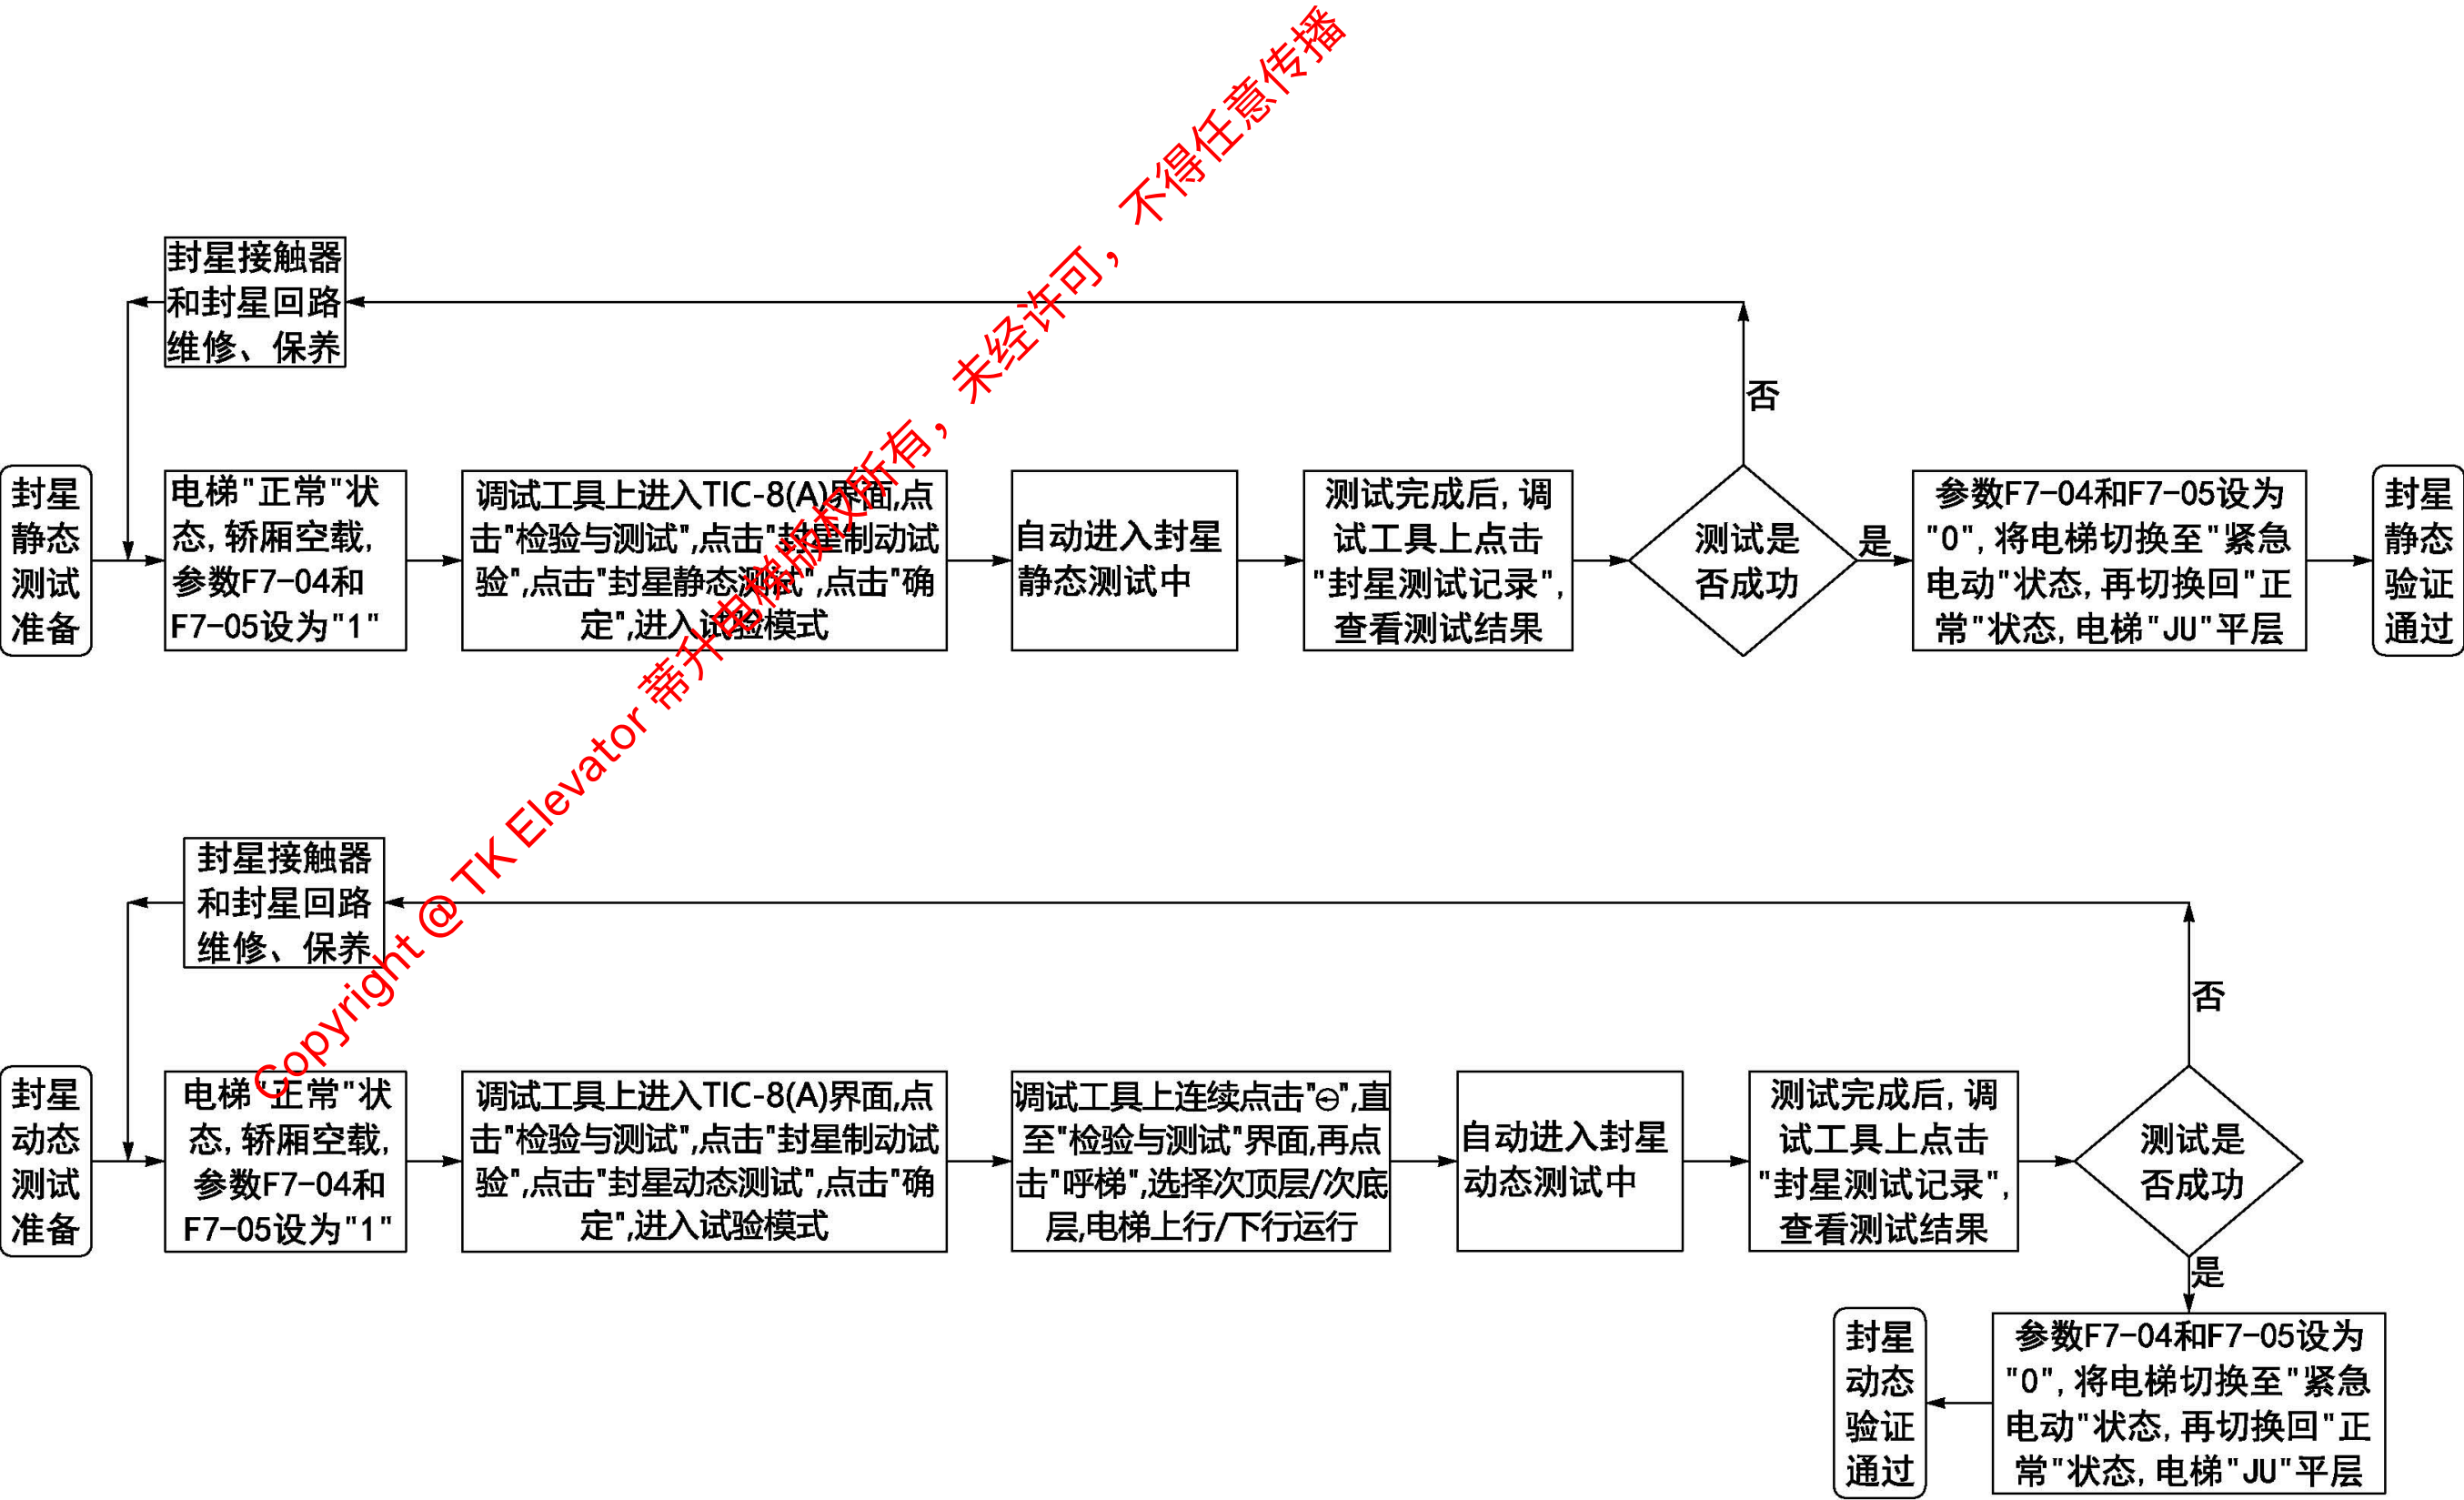 封星接触器
和封星回路
维修、保养
否
封星
静态
测试
准备
电梯"正常"状
态,轿厢空载,
参数F7-04和
F7-05设为"1"
调试工具上进入TIC-8(A)界面,点
击"检验与测试",点击"封星制动试
验",点击"封星静态测试",点击"确
定",进入试验模式
自动进入封星
静态测试中
测试完成后,调
试工具上点击
"封星测试记录",
查看测试结果
测试是
否成功
是
参数F7-04和F7-05设为
"0",将电梯切换至"紧急
电动"状态,再切换回"正
常"状态,电梯"JU"平层
封星
静态
验证
通过
Copyright @ TK Elevator 蒂升电梯版权所有，未经许可，不得任意传播
封星接触器
和封星回路
维修、保养
否
封星
动态
测试
准备
电梯"正常"状
态,轿厢空载,
参数F7-04和
F7-05设为"1"
调试工具上进入TIC-8(A)界面,点
击"检验与测试",点击"封星制动试
验",点击"封星动态测试",点击"确
定",进入试验模式
调试工具上连续点击"⊖",直
至"检验与测试"界面,再点
击"呼梯",选择次顶层/次底
层,电梯上行/下行运行
自动进入封星
动态测试中
测试完成后,调
试工具上点击
"封星测试记录",
查看测试结果
测试是
否成功
是
封星
动态
验证
通过
参数F7-04和F7-05设为
"0",将电梯切换至"紧急
电动"状态,再切换回"正
常"状态,电梯"JU"平层